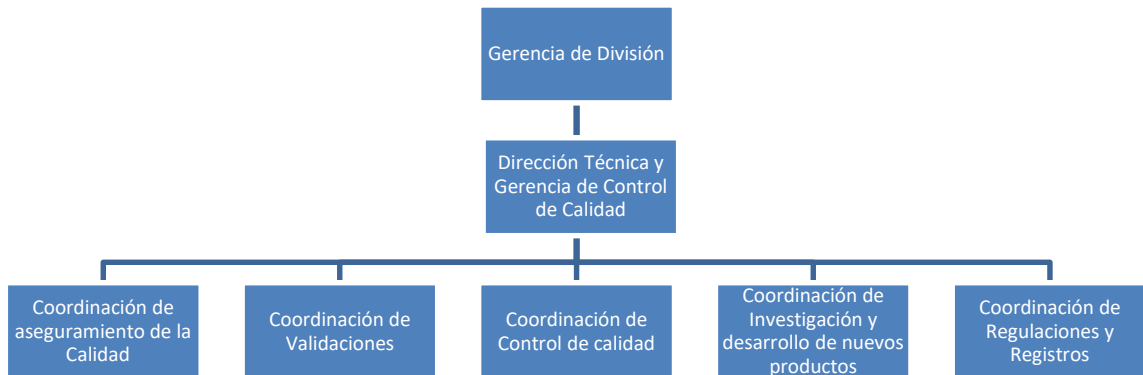 Gerencia de División
Dirección Técnica y
Gerencia de Control
de Calidad
Coordinación de
aseguramiento de la
Calidad
Coordinación de
Validaciones
Coordinación de
Control de calidad
Coordinación de
Investigación y
desarrollo de nuevos
productos
Coordinación de
Regulaciones y
Registros